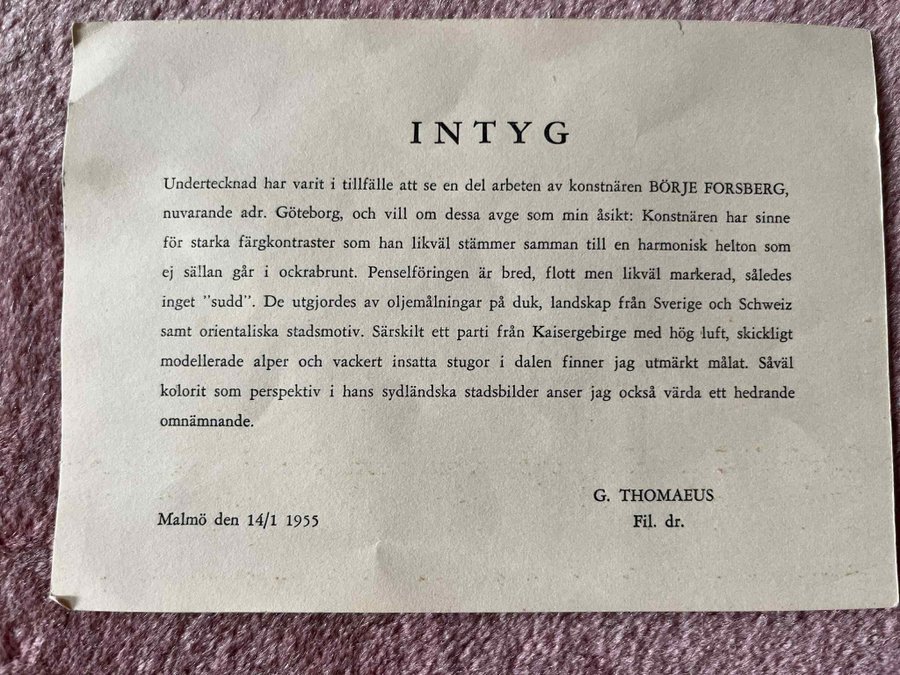 INTYG
Undertecknad har varit i tillfälle att se en del arbeten av konstnären BÖRJE FORSBERG,
nuvarande adr. Göteborg, och vill om dessa avge som min åsikt: Konstnären har sinne
för starka färgkontraster som han likväl stämmer samman till en harmonisk helton som
ej sällan går i ockrabrunt. Penselföringen är bred, flott men likväl markerad, således
inget ”sudd”. De utgjordes av oljemålningar på duk, landskap från Sverige och Schweiz
samt orientaliska stadsmotiv. Särskilt ett parti från Kaisergebirge med hög luft, skickligt
modellerade alper och vackert insatta stugor i dalen finner jag utmärkt målat. Såväl
kolorit som perspektiv i hans sydländska stadsbilder anser jag också värda ett hedrande
omnämnande.
G. THOMAEUS
Malmö den 14/1 1955
Fil. dr.